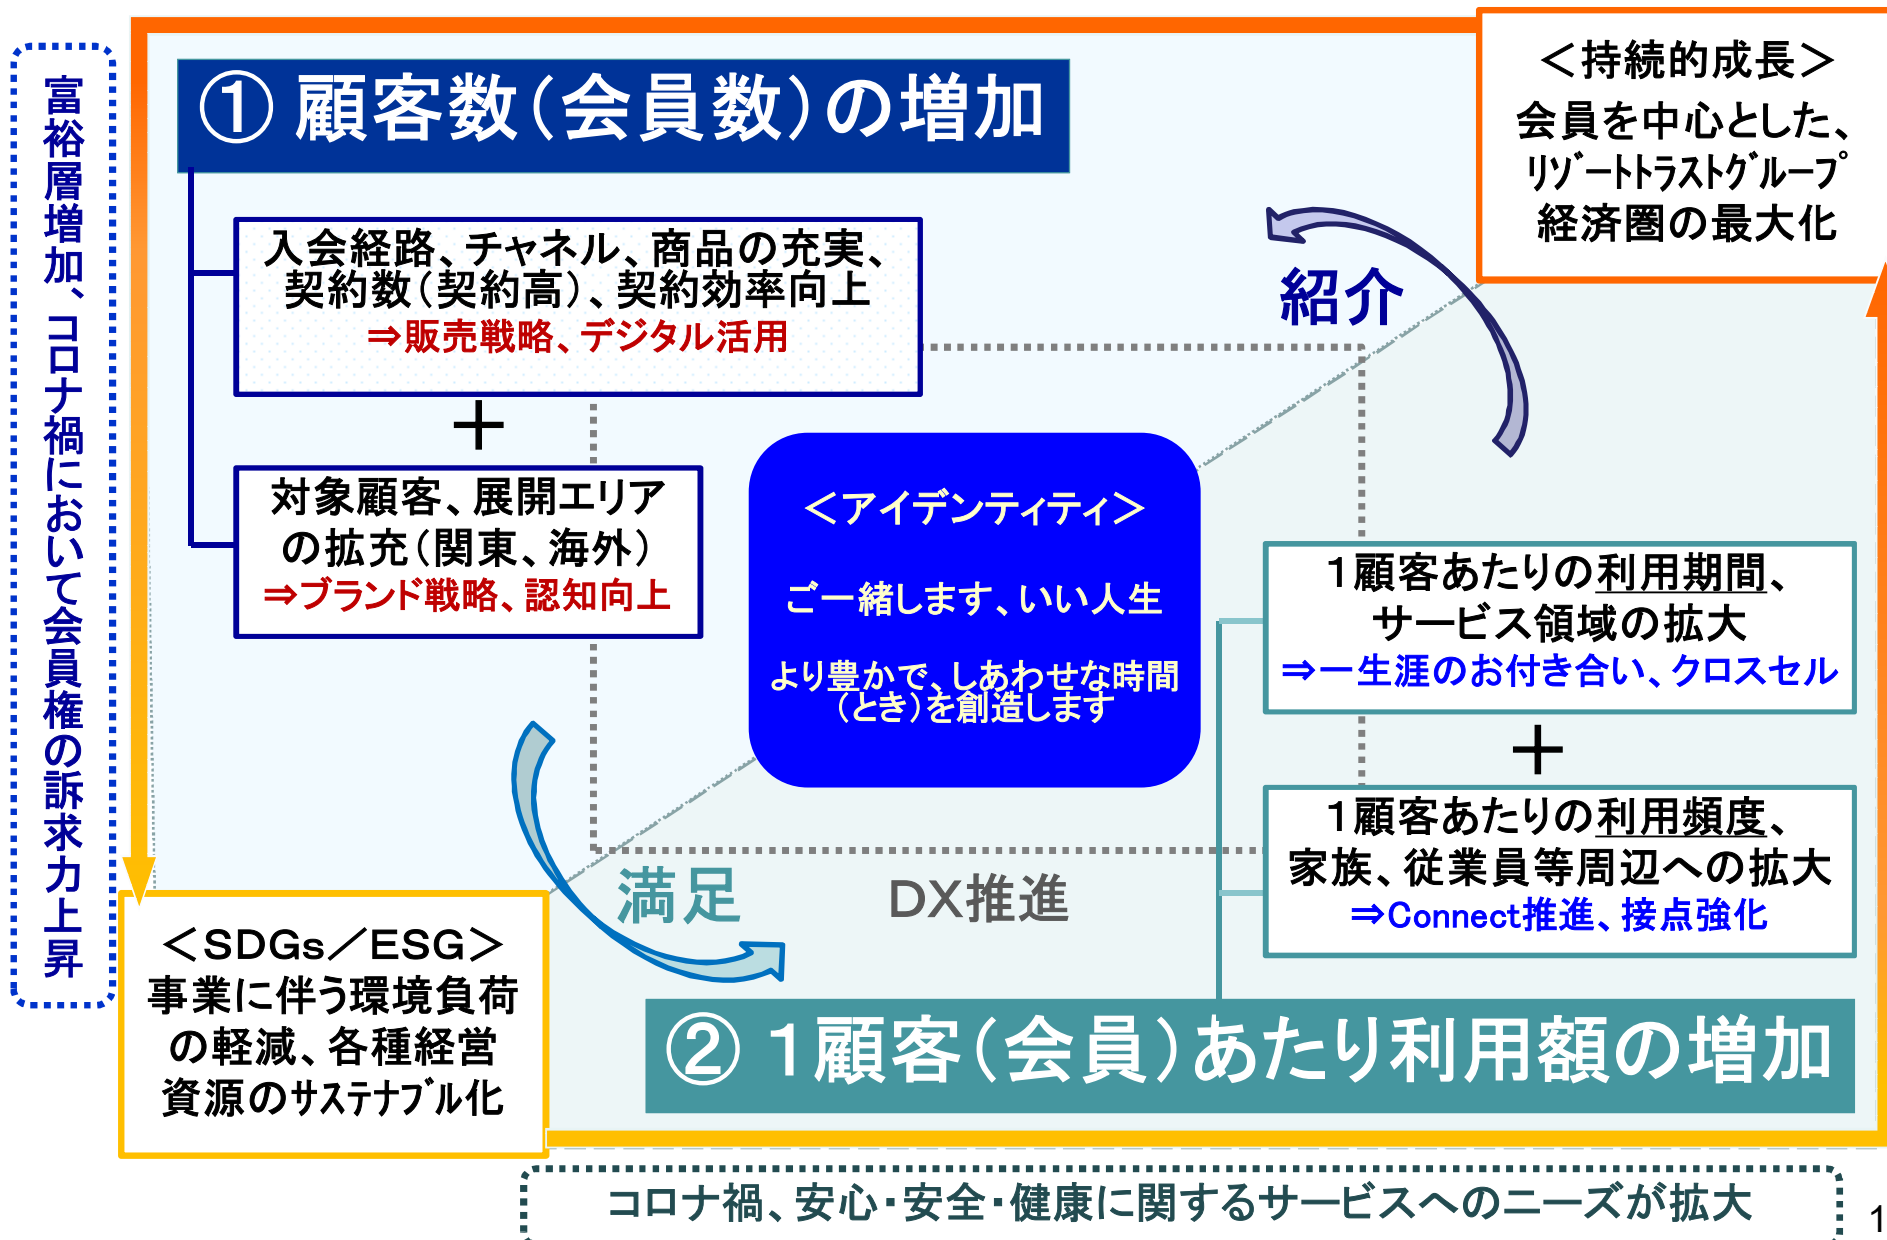 富裕層増加、コロナ禍において会員権の訴求力上昇
① 顧客数（会員数）の増加
入会経路、チャネル、商品の充実、
契約数（契約高）、契約効率向上
⇒販売戦略、デジタル活用
＋
対象顧客、展開エリア
の拡充（関東、海外）
⇒ブランド戦略、認知向上
＜持続的成長＞
会員を中心とした、
ﾘｿﾞｰﾄﾄﾗｽﾄｸﾞﾙｰﾌﾟ
経済圏の最大化
紹介
＜アイデンティティ＞
ご一緒します、いい人生
より豊かで、しあわせな時間
（とき）を創造します
1顧客あたりの利用期間、
サービス領域の拡大
⇒一生涯のお付き合い、クロスセル
＋
1顧客あたりの利用頻度、
家族、従業員等周辺への拡大
⇒Connect推進、接点強化
満足
DX推進
＜SDGs／ESG＞
事業に伴う環境負荷
の軽減、各種経営
資源のｻｽﾃﾅﾌﾞﾙ化
② 1顧客（会員）あたり利用額の増加
コロナ禍、安心・安全・健康に関するサービスへのニーズが拡大
1